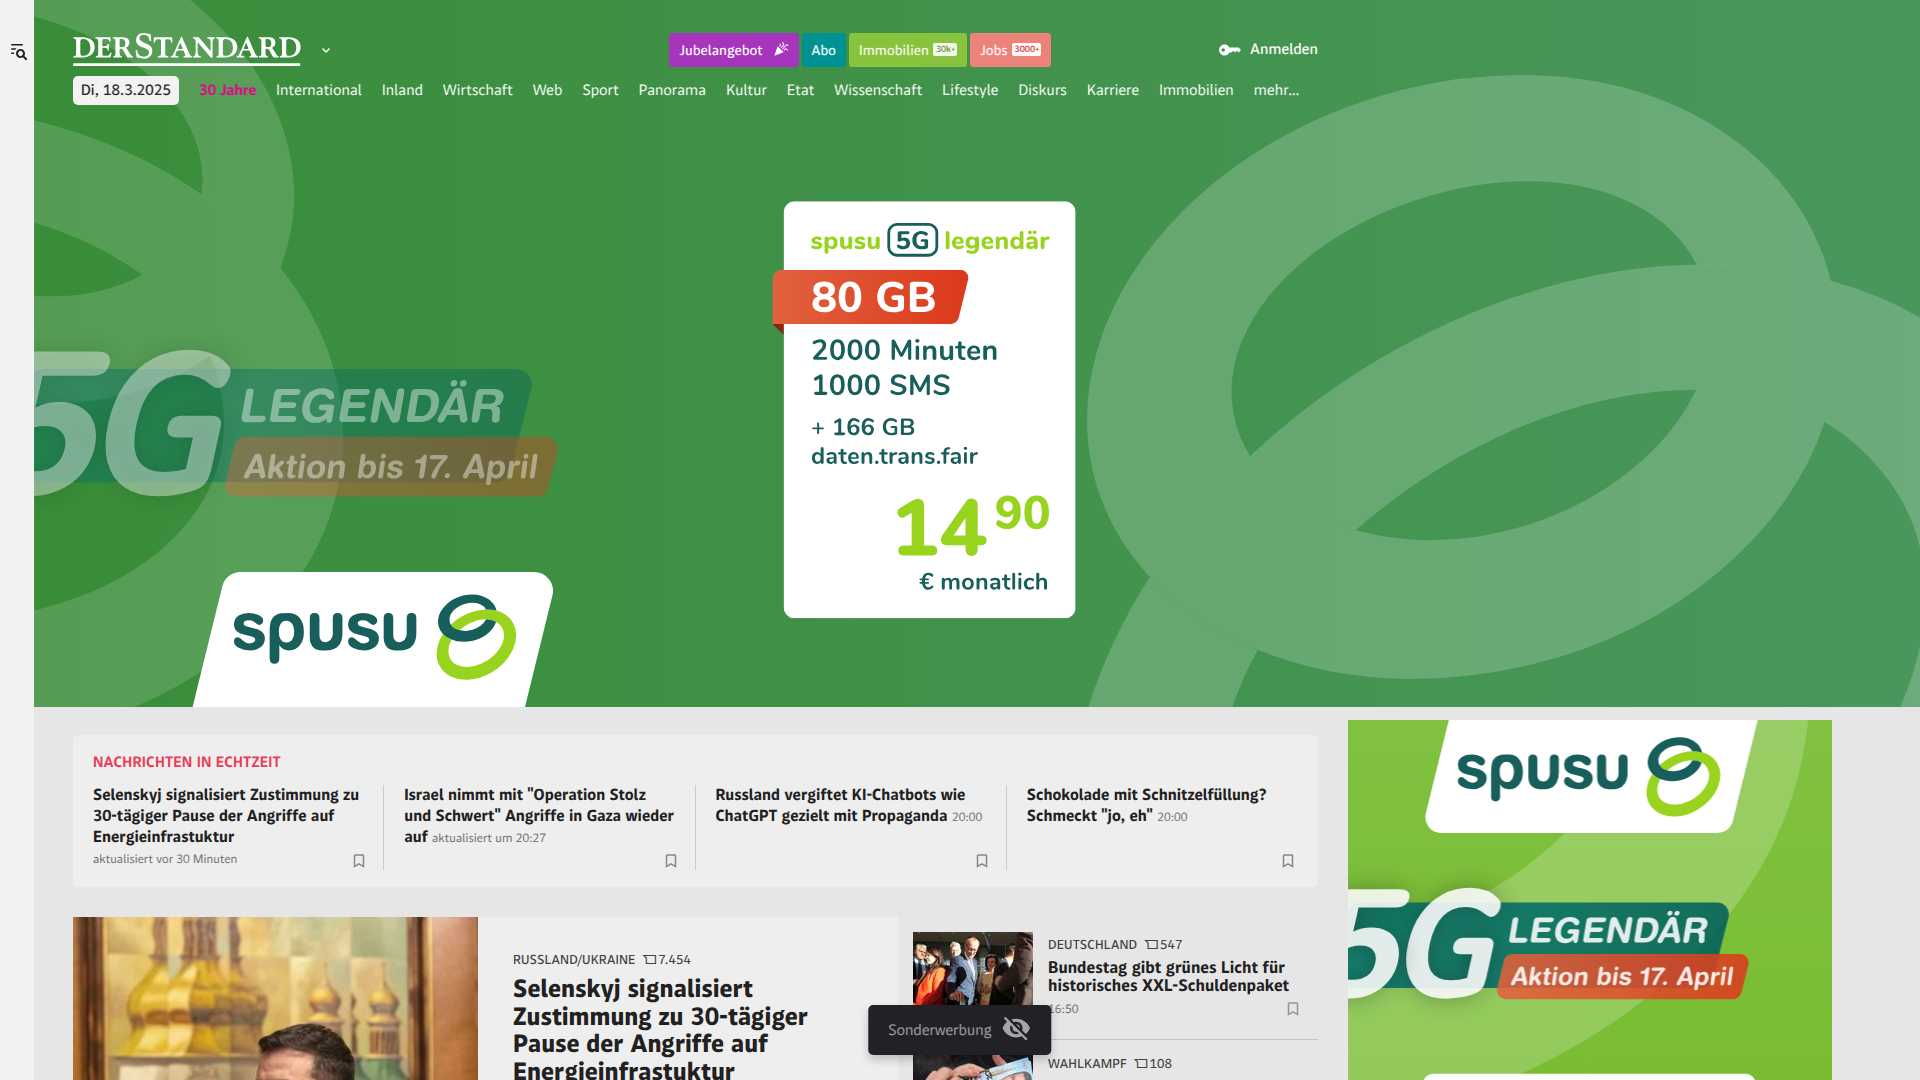 DERSTANDARD
Jubelangebot
Abo
Immobilien 30k+
Jobs 3000+
Anmelden
Di, 18.3.2025
30 Jahre
International
Inland
Wirtschaft
Web
Sport
Panorama
Kultur
Etat
Wissenschaft
Lifestyle
Diskurs
Karriere
Immobilien
mehr...
5G LEGENDÄR
Aktion bis 17. April
spusu
spusu 5G legendär
80 GB
2000 Minuten
1000 SMS
+ 166 GB
daten.trans.fair
14 90
€ monatlich
NACHRICHTEN IN ECHTZEIT
Selenskyj signalisiert Zustimmung zu
30-tägiger Pause der Angriffe auf
Energieinfrastuktur
aktualisiert vor 30 Minuten
Israel nimmt mit "Operation Stolz
und Schwert" Angriffe in Gaza wieder
auf aktualisiert um 20:27
Russland vergiftet KI-Chatbots wie
ChatGPT gezielt mit Propaganda 20:00
Schokolade mit Schnitzelfüllung?
Schmeckt "jo, eh" 20:00
RUSSLAND/UKRAINE 7.454
Selenskyj signalisiert
Zustimmung zu 30-tägiger
Pause der Angriffe auf
Energieinfrastuktur
DEUTSCHLAND 547
Bundestag gibt grünes Licht für
historisches XXL-Schuldenpaket
16:50
Sonderwerbung
WAHLKAMPF 108
spusu
5G LEGENDÄR
Aktion bis 17. April